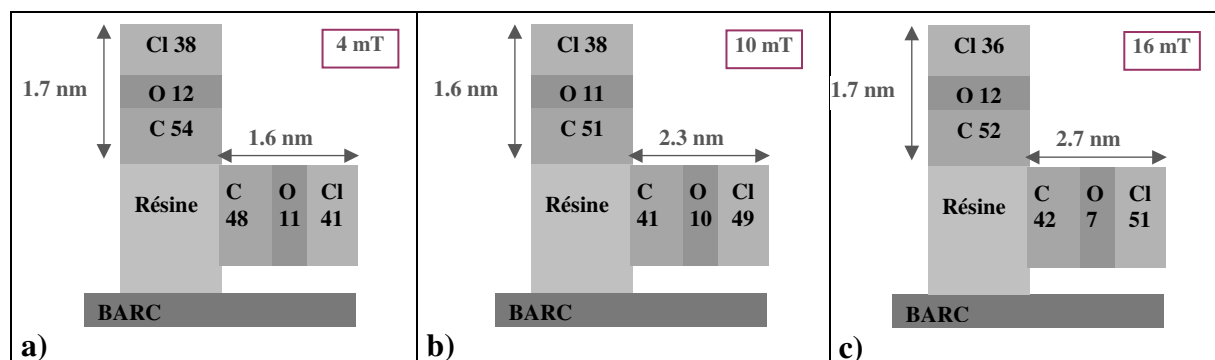 Cl 38
4 mT
1.7 nm
O 12
C 54
1.6 nm
Résine
C
48
O
11
Cl
41
BARC
a)
Cl 38
10 mT
1.6 nm
O 11
C 51
2.3 nm
Résine
C
41
O
10
Cl
49
BARC
b)
Cl 36
16 mT
1.7 nm
O 12
C 52
2.7 nm
Résine
C
42
O
7
Cl
51
BARC
c)